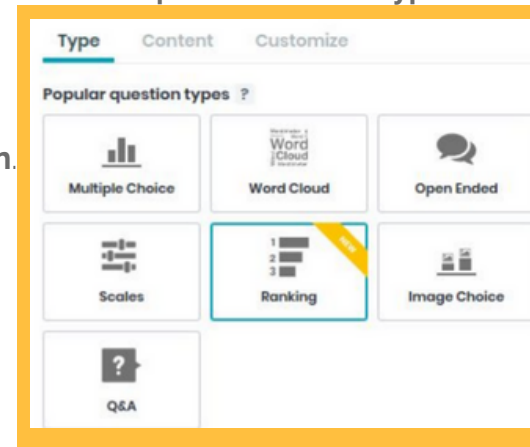 Type Content Customize
Popular question types ?
n.
Multiple Choice
Word
Cloud
Word Cloud
Open Ended
Scales
1
2
3
NEW
Ranking
Image Choice
?
Q&A